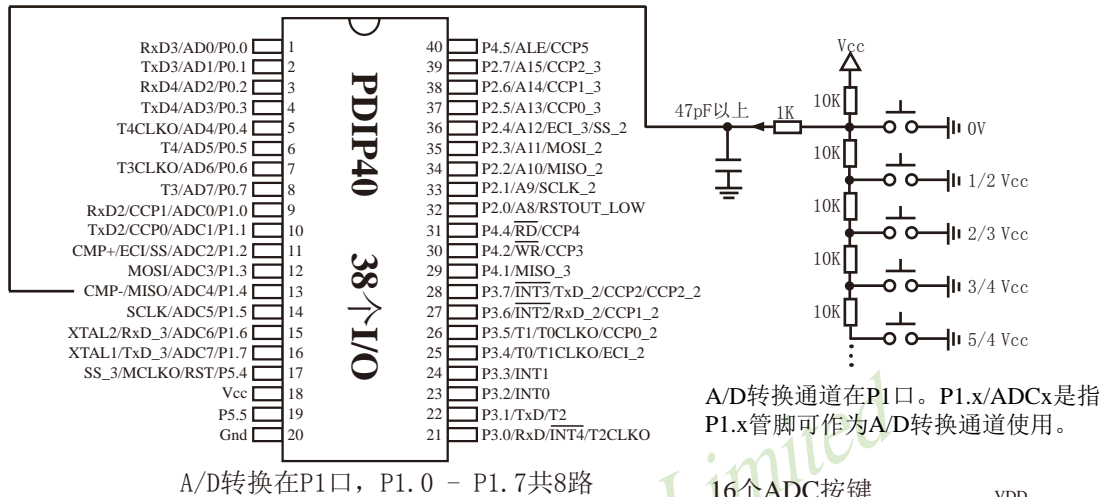 RxD3/AD0/P0.0 1
TxD3/AD1/P0.1 2
RxD4/AD2/P0.2 3
TxD4/AD3/P0.3 4
T4CLKO/AD4/P0.4 5
T4/AD5/P0.5 6
T3CLKO/AD6/P0.6 7
T3/AD7/P0.7 8
RxD2/CCP1/ADC0/P1.0 9
TxD2/CCP0/ADC1/P1.1 10
CMP+/ECI/SS/ADC2/P1.2 11
MOSI/ADC3/P1.3 12
CMP-/MISO/ADC4/P1.4 13
SCLK/ADC5/P1.5 14
XTAL2/RxD_3/ADC6/P1.6 15
XTAL1/TxD_3/ADC7/P1.7 16
SS_3/MCLKO/RST/P5.4 17
Vcc 18
P5.5 19
Gnd 20
PDIP40 38个I/O
40 P4.5/ALE/CCP5
39 P2.7/A15/CCP2_3
38 P2.6/A14/CCP1_3
37 P2.5/A13/CCP0_3
36 P2.4/A12/ECI_3/SS_2
35 P2.3/A11/MOSI_2
34 P2.2/A10/MISO_2
33 P2.1/A9/SCLK_2
32 P2.0/A8/RSTOUT_LOW
31 P4.4/RD/CCP4
30 P4.2/WR/CCP3
29 P4.1/MISO_3
28 P3.7/INT3/TxD_2/CCP2/CCP2_2
27 P3.6/INT2/RxD_2/CCP1_2
26 P3.5/T1/T0CLKO/CCP0_2
25 P3.4/T0/T1CLKO/ECI_2
24 P3.3/INT1
23 P3.2/INT0
22 P3.1/TxD/T2
21 P3.0/RxD/INT4/T2CLKO
A/D转换在P1口，P1.0 - P1.7共8路
47pF以上
1K
Vcc
10K
0V
10K
1/2 Vcc
10K
2/3 Vcc
10K
3/4 Vcc
10K
5/4 Vcc
A/D转换通道在P1口。P1.x/ADCx是指
P1.x管脚可作为A/D转换通道使用。
Limited
16个ADC按键
VDD